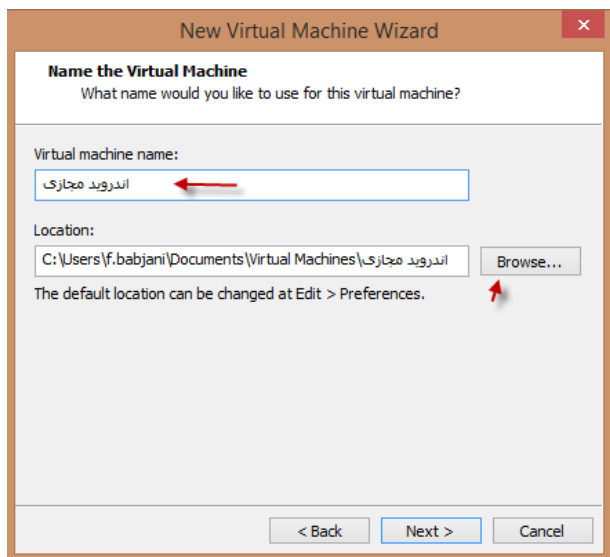 New Virtual Machine Wizard
Name the Virtual Machine
What name would you like to use for this virtual machine?
Virtual machine name:
اندروید مجازی
Location:
C:\Users\f.babjani\Documents\Virtual Machines\اندروید مجازی
Browse...
The default location can be changed at Edit > Preferences.
< Back
Next >
Cancel